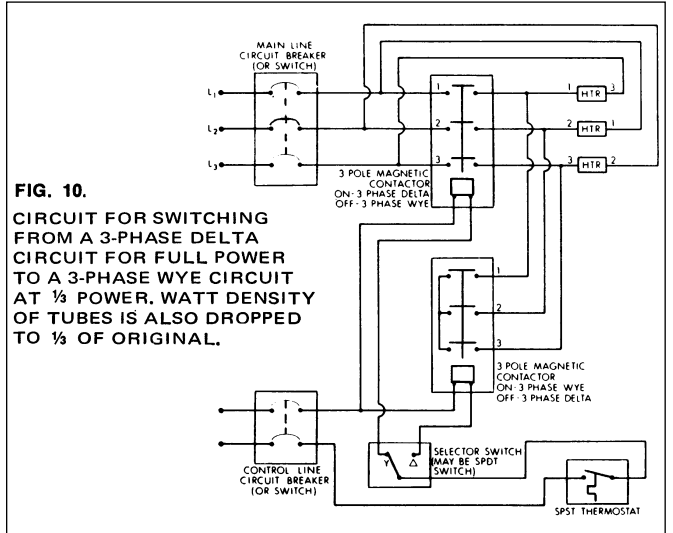 MAIN LINE
CIRCUIT BREAKER
(OR SWITCH)
L₁
L₂
L₃
1
2
3
1 HTR 3
2 HTR 1
3 HTR 2
3 POLE MAGNETIC
CONTACTOR
ON-3 PHASE DELTA
OFF-3 PHASE WYE
FIG. 10.
CIRCUIT FOR SWITCHING
FROM A 3-PHASE DELTA
CIRCUIT FOR FULL POWER
TO A 3-PHASE WYE CIRCUIT
AT ⅓ POWER. WATT DENSITY
OF TUBES IS ALSO DROPPED
TO ⅓ OF ORIGINAL.
1
2
3
3 POLE MAGNETIC
CONTACTOR
ON-3 PHASE WYE
OFF-3 PHASE DELTA
CONTROL LINE
CIRCUIT BREAKER
(OR SWITCH)
Y Δ
SELECTOR SWITCH
(MAY BE SPDT
SWITCH)
SPST THERMOSTAT